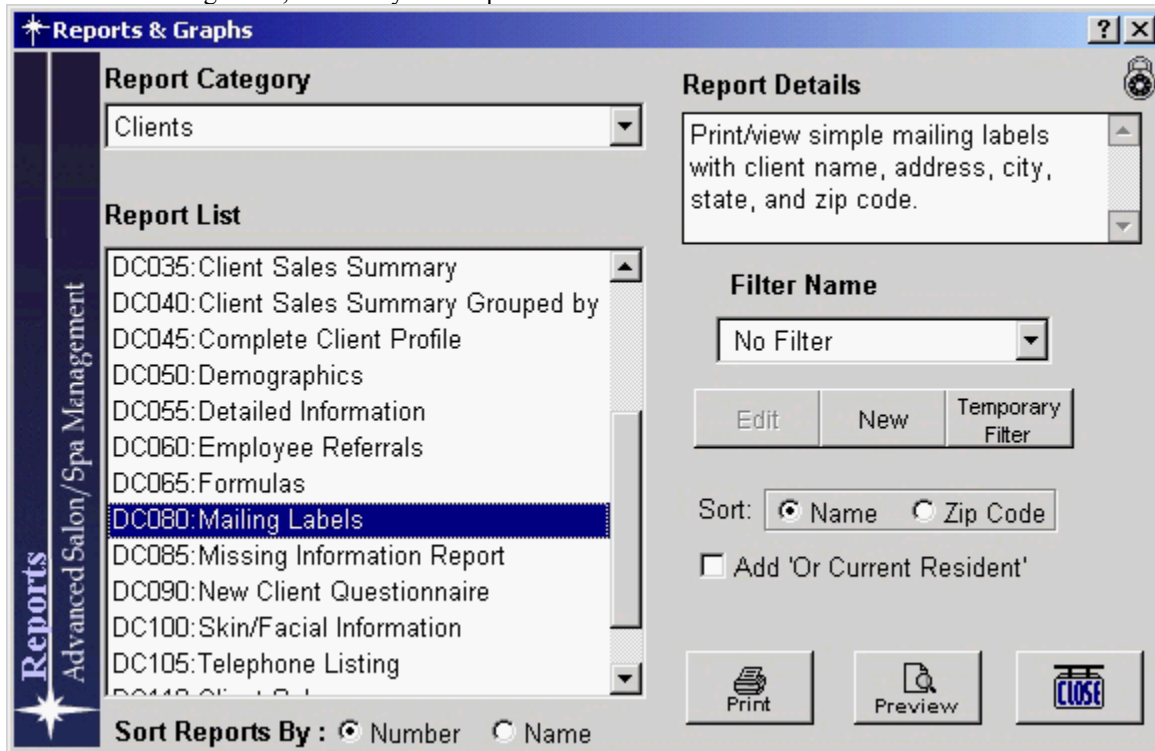 Reports & Graphs
Reports
Advanced Salon/Spa Management
Report Category
Clients
Report List
DC035:Client Sales Summary
DC040:Client Sales Summary Grouped by
DC045:Complete Client Profile
DC050:Demographics
DC055:Detailed Information
DC060:Employee Referrals
DC065:Formulas
DC080:Mailing Labels
DC085:Missing Information Report
DC090:New Client Questionnaire
DC100:Skin/Facial Information
DC105:Telephone Listing
Sort Reports By : Number Name
Report Details
Print/view simple mailing labels
with client name, address, city,
state, and zip code.
Filter Name
No Filter
Edit New Temporary
Filter
Sort: Name Zip Code
Add 'Or Current Resident'
Print Preview CLOSE